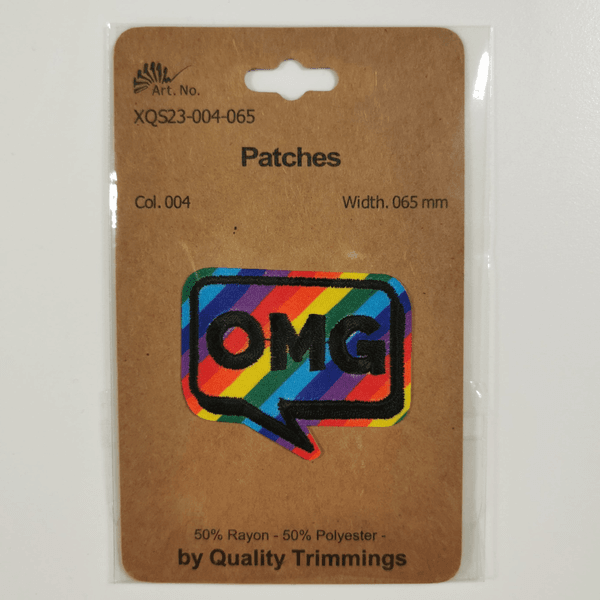 Art. No.
XQS23-004-065
Patches
Col. 004
Width. 065 mm
OMG
50% Rayon - 50% Polyester -
by Quality Trimmings